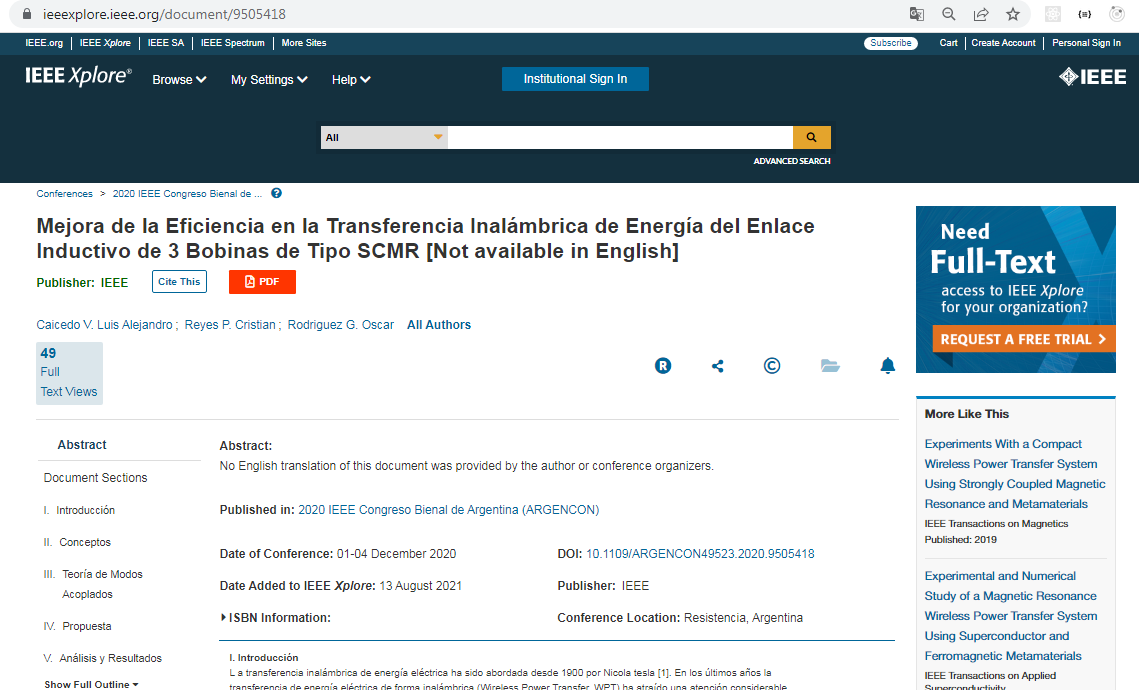 ieeexplore.ieee.org/document/9505418
IEEE.org IEEE Xplore IEEE SA IEEE Spectrum More Sites Subscribe Cart Create Account Personal Sign In
IEEE Xplore® Browse My Settings Help Institutional Sign In IEEE
All
ADVANCED SEARCH
Conferences > 2020 IEEE Congreso Bienal de ... ?
Mejora de la Eficiencia en la Transferencia Inalámbrica de Energía del Enlace
Inductivo de 3 Bobinas de Tipo SCMR [Not available in English]
Publisher: IEEE Cite This PDF
Caicedo V. Luis Alejandro ; Reyes P. Cristian ; Rodriguez G. Oscar All Authors
49
Full
Text Views
R ©
Abstract
Document Sections
I. Introducción
II. Conceptos
III. Teoría de Modos
Acoplados
IV. Propuesta
V. Análisis y Resultados
Show Full Outline
Abstract:
No English translation of this document was provided by the author or conference organizers.
Published in: 2020 IEEE Congreso Bienal de Argentina (ARGENCON)
Date of Conference: 01-04 December 2020 DOI: 10.1109/ARGENCON49523.2020.9505418
Date Added to IEEE Xplore: 13 August 2021 Publisher: IEEE
ISBN Information: Conference Location: Resistencia, Argentina
I. Introducción
L a transferencia inalámbrica de energía eléctrica ha sido abordada desde 1900 por Nicola tesla [1]. En los últimos años la
transferencia de energía eléctrica de forma inalámbrica (Wireless Power Transfer, WPT) ha atraído una atención considerable
Need
Full-Text
access to IEEE Xplore
for your organization?
REQUEST A FREE TRIAL >
More Like This
Experiments With a Compact
Wireless Power Transfer System
Using Strongly Coupled Magnetic
Resonance and Metamaterials
IEEE Transactions on Magnetics
Published: 2019
Experimental and Numerical
Study of a Magnetic Resonance
Wireless Power Transfer System
Using Superconductor and
Ferromagnetic Metamaterials
IEEE Transactions on Applied
Superconductivity